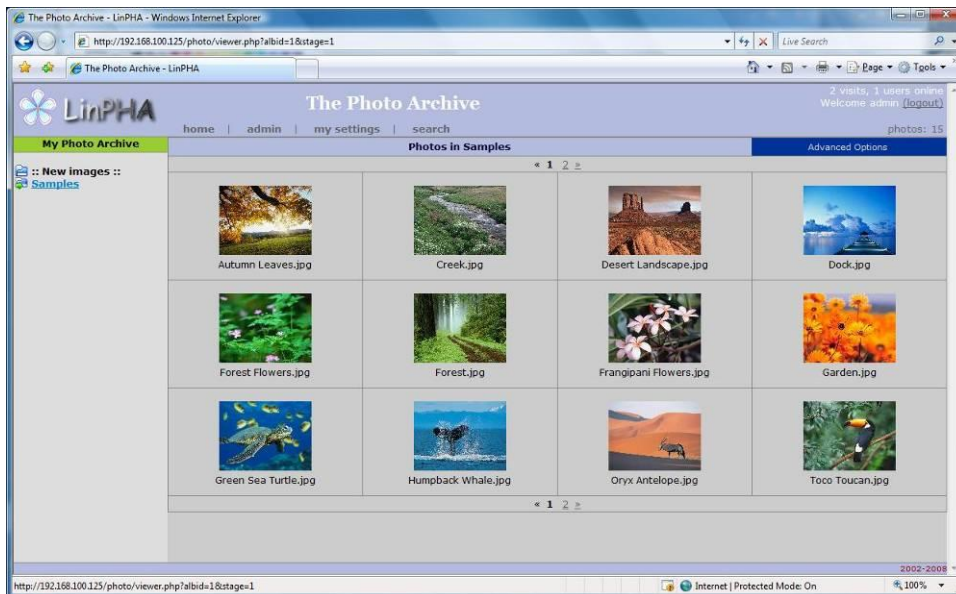 The Photo Archive - LinPHA - Windows Internet Explorer
http://192.168.100.125/photo/viewer.php?albid=1&stage=1
Live Search
The Photo Archive - LinPHA
Page
Tools
LinPHA
The Photo Archive
2 visits, 1 users online
Welcome admin (logout)
home | admin | my settings | search
photos: 15
My Photo Archive
Photos in Samples
Advanced Options
« 1 2 »
:: New images ::
Samples
Autumn Leaves.jpg
Creek.jpg
Desert Landscape.jpg
Dock.jpg
Forest Flowers.jpg
Forest.jpg
Frangipani Flowers.jpg
Garden.jpg
Green Sea Turtle.jpg
Humpback Whale.jpg
Oryx Antelope.jpg
Toco Toucan.jpg
« 1 2 »
2002-2008
http://192.168.100.125/photo/viewer.php?albid=1&stage=1
Internet | Protected Mode: On
100%